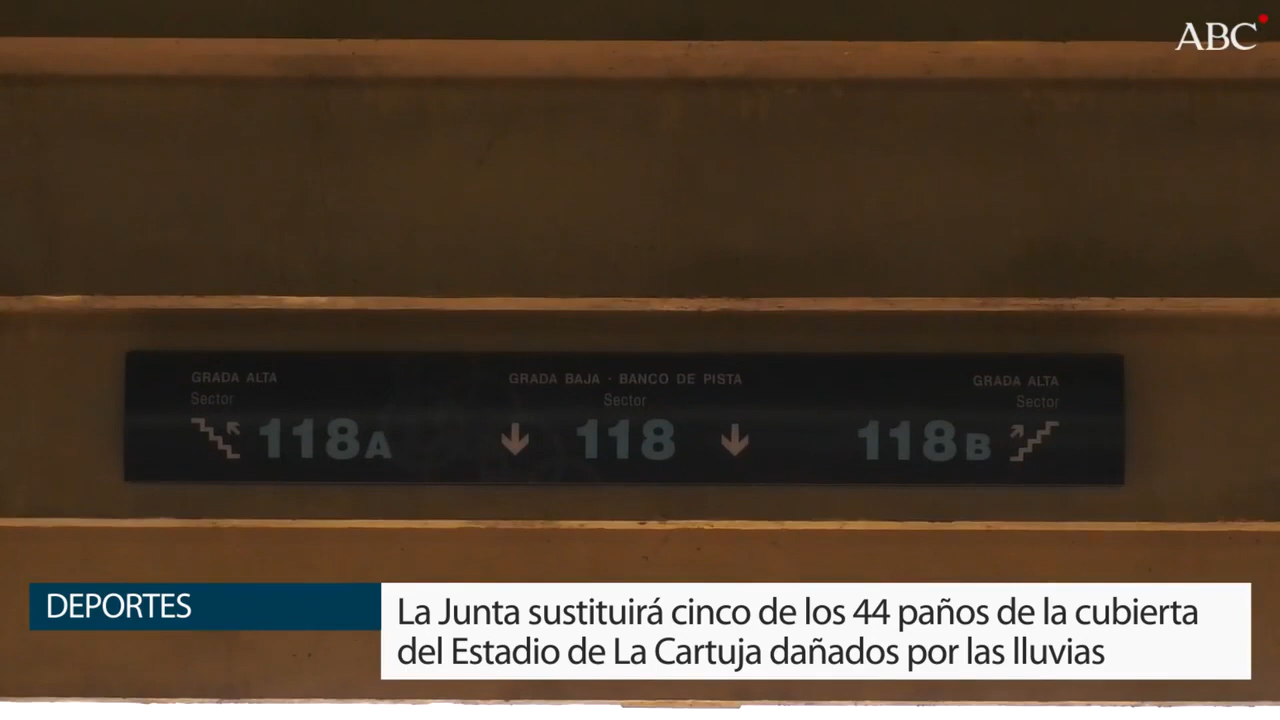 ABC
GRADA ALTA
Sector
118A
GRADA BAJA · BANCO DE PISTA
Sector
118
GRADA ALTA
Sector
118B
DEPORTES
La Junta sustituirá cinco de los 44 paños de la cubierta
del Estadio de La Cartuja dañados por las lluvias